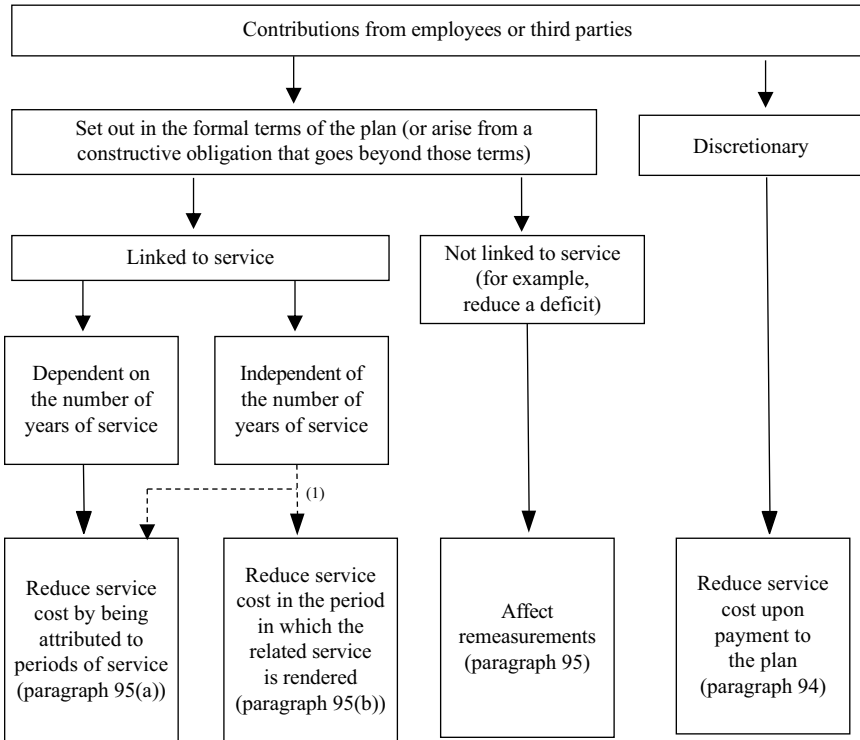 Contributions from employees or third parties
Set out in the formal terms of the plan (or arise from a
constructive obligation that goes beyond those terms)
Discretionary
Linked to service
Not linked to service
(for example,
reduce a deficit)
Dependent on
the number of
years of service
Independent of
the number of
years of service
(1)
Reduce service
cost by being
attributed to
periods of service
(paragraph 95(a))
Reduce service
cost in the period
in which the
related service
is rendered
(paragraph 95(b))
Affect
remeasurements
(paragraph 95)
Reduce service
cost upon
payment to
the plan
(paragraph 94)